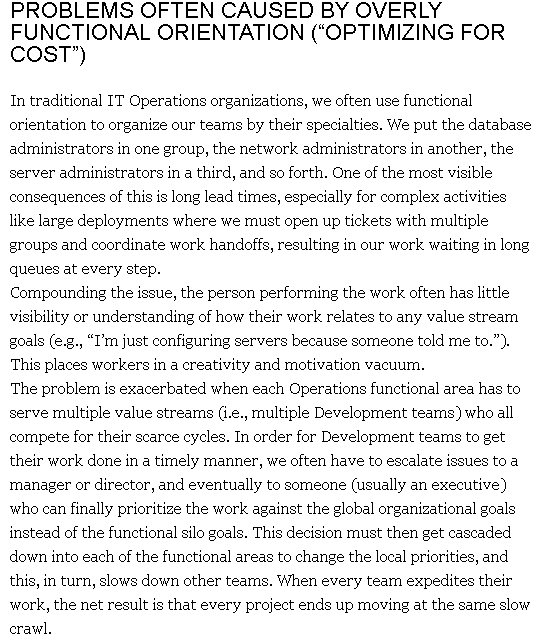 PROBLEMS OFTEN CAUSED BY OVERLY
FUNCTIONAL ORIENTATION (“OPTIMIZING FOR
COST”)
In traditional IT Operations organizations, we often use functional
orientation to organize our teams by their specialties. We put the database
administrators in one group, the network administrators in another, the
server administrators in a third, and so forth. One of the most visible
consequences of this is long lead times, especially for complex activities
like large deployments where we must open up tickets with multiple
groups and coordinate work handoffs, resulting in our work waiting in long
queues at every step.
Compounding the issue, the person performing the work often has little
visibility or understanding of how their work relates to any value stream
goals (e.g., “I’m just configuring servers because someone told me to.”).
This places workers in a creativity and motivation vacuum.
The problem is exacerbated when each Operations functional area has to
serve multiple value streams (i.e., multiple Development teams) who all
compete for their scarce cycles. In order for Development teams to get
their work done in a timely manner, we often have to escalate issues to a
manager or director, and eventually to someone (usually an executive)
who can finally prioritize the work against the global organizational goals
instead of the functional silo goals. This decision must then get cascaded
down into each of the functional areas to change the local priorities, and
this, in turn, slows down other teams. When every team expedites their
work, the net result is that every project ends up moving at the same slow
crawl.